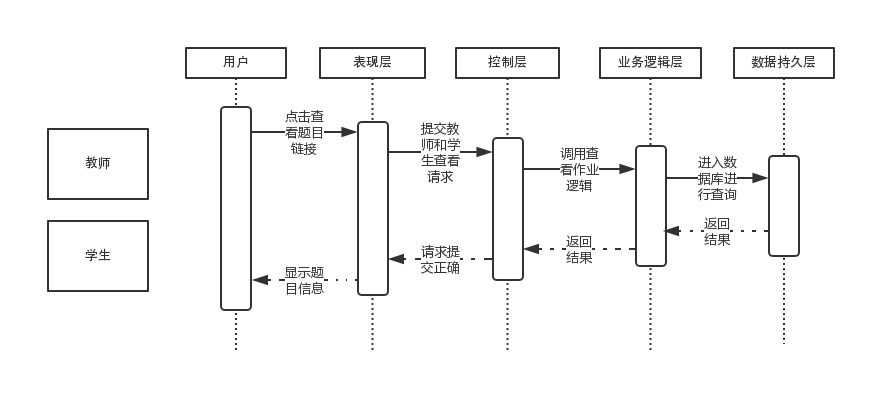 用户
表现层
控制层
业务逻辑层
数据持久层
教师
学生
点击查
看题目
链接
提交教
师和学
生查看
请求
调用查
看作业
逻辑
进入数
据库进
行查询
返回
结果
返回
结果
请求提
交正确
显示题
目信息